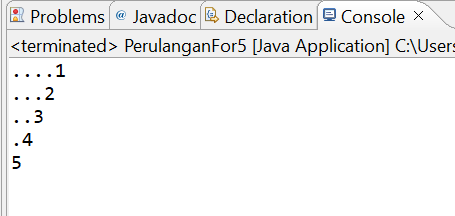 Problems @ Javadoc Declaration Console
<terminated> PerulanganFor5 [Java Application] C:\Users
....1
...2
..3
.4
5